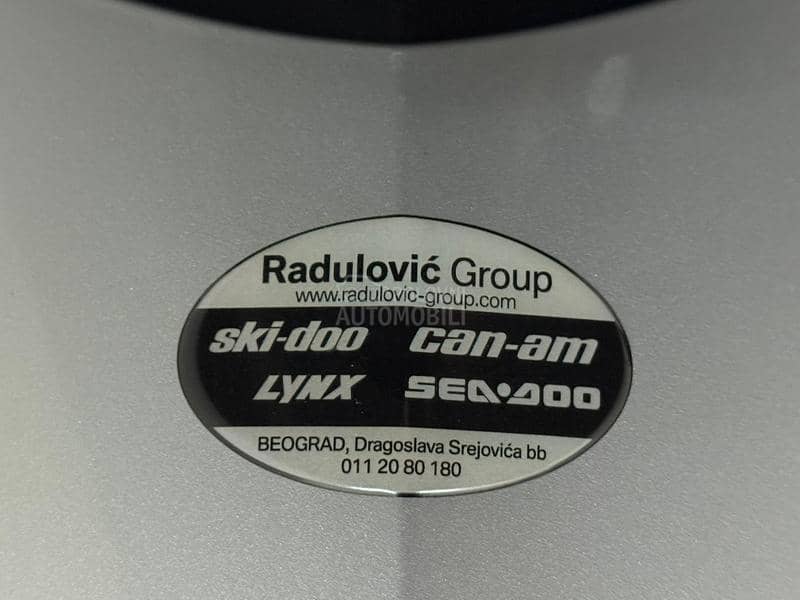 Radulović Group
www.radulovic-group.com
AUTOMOBILI
ski-doo can-am
LYNX SEA-DOO
BEOGRAD, Dragoslava Srejovića bb
011 20 80 180